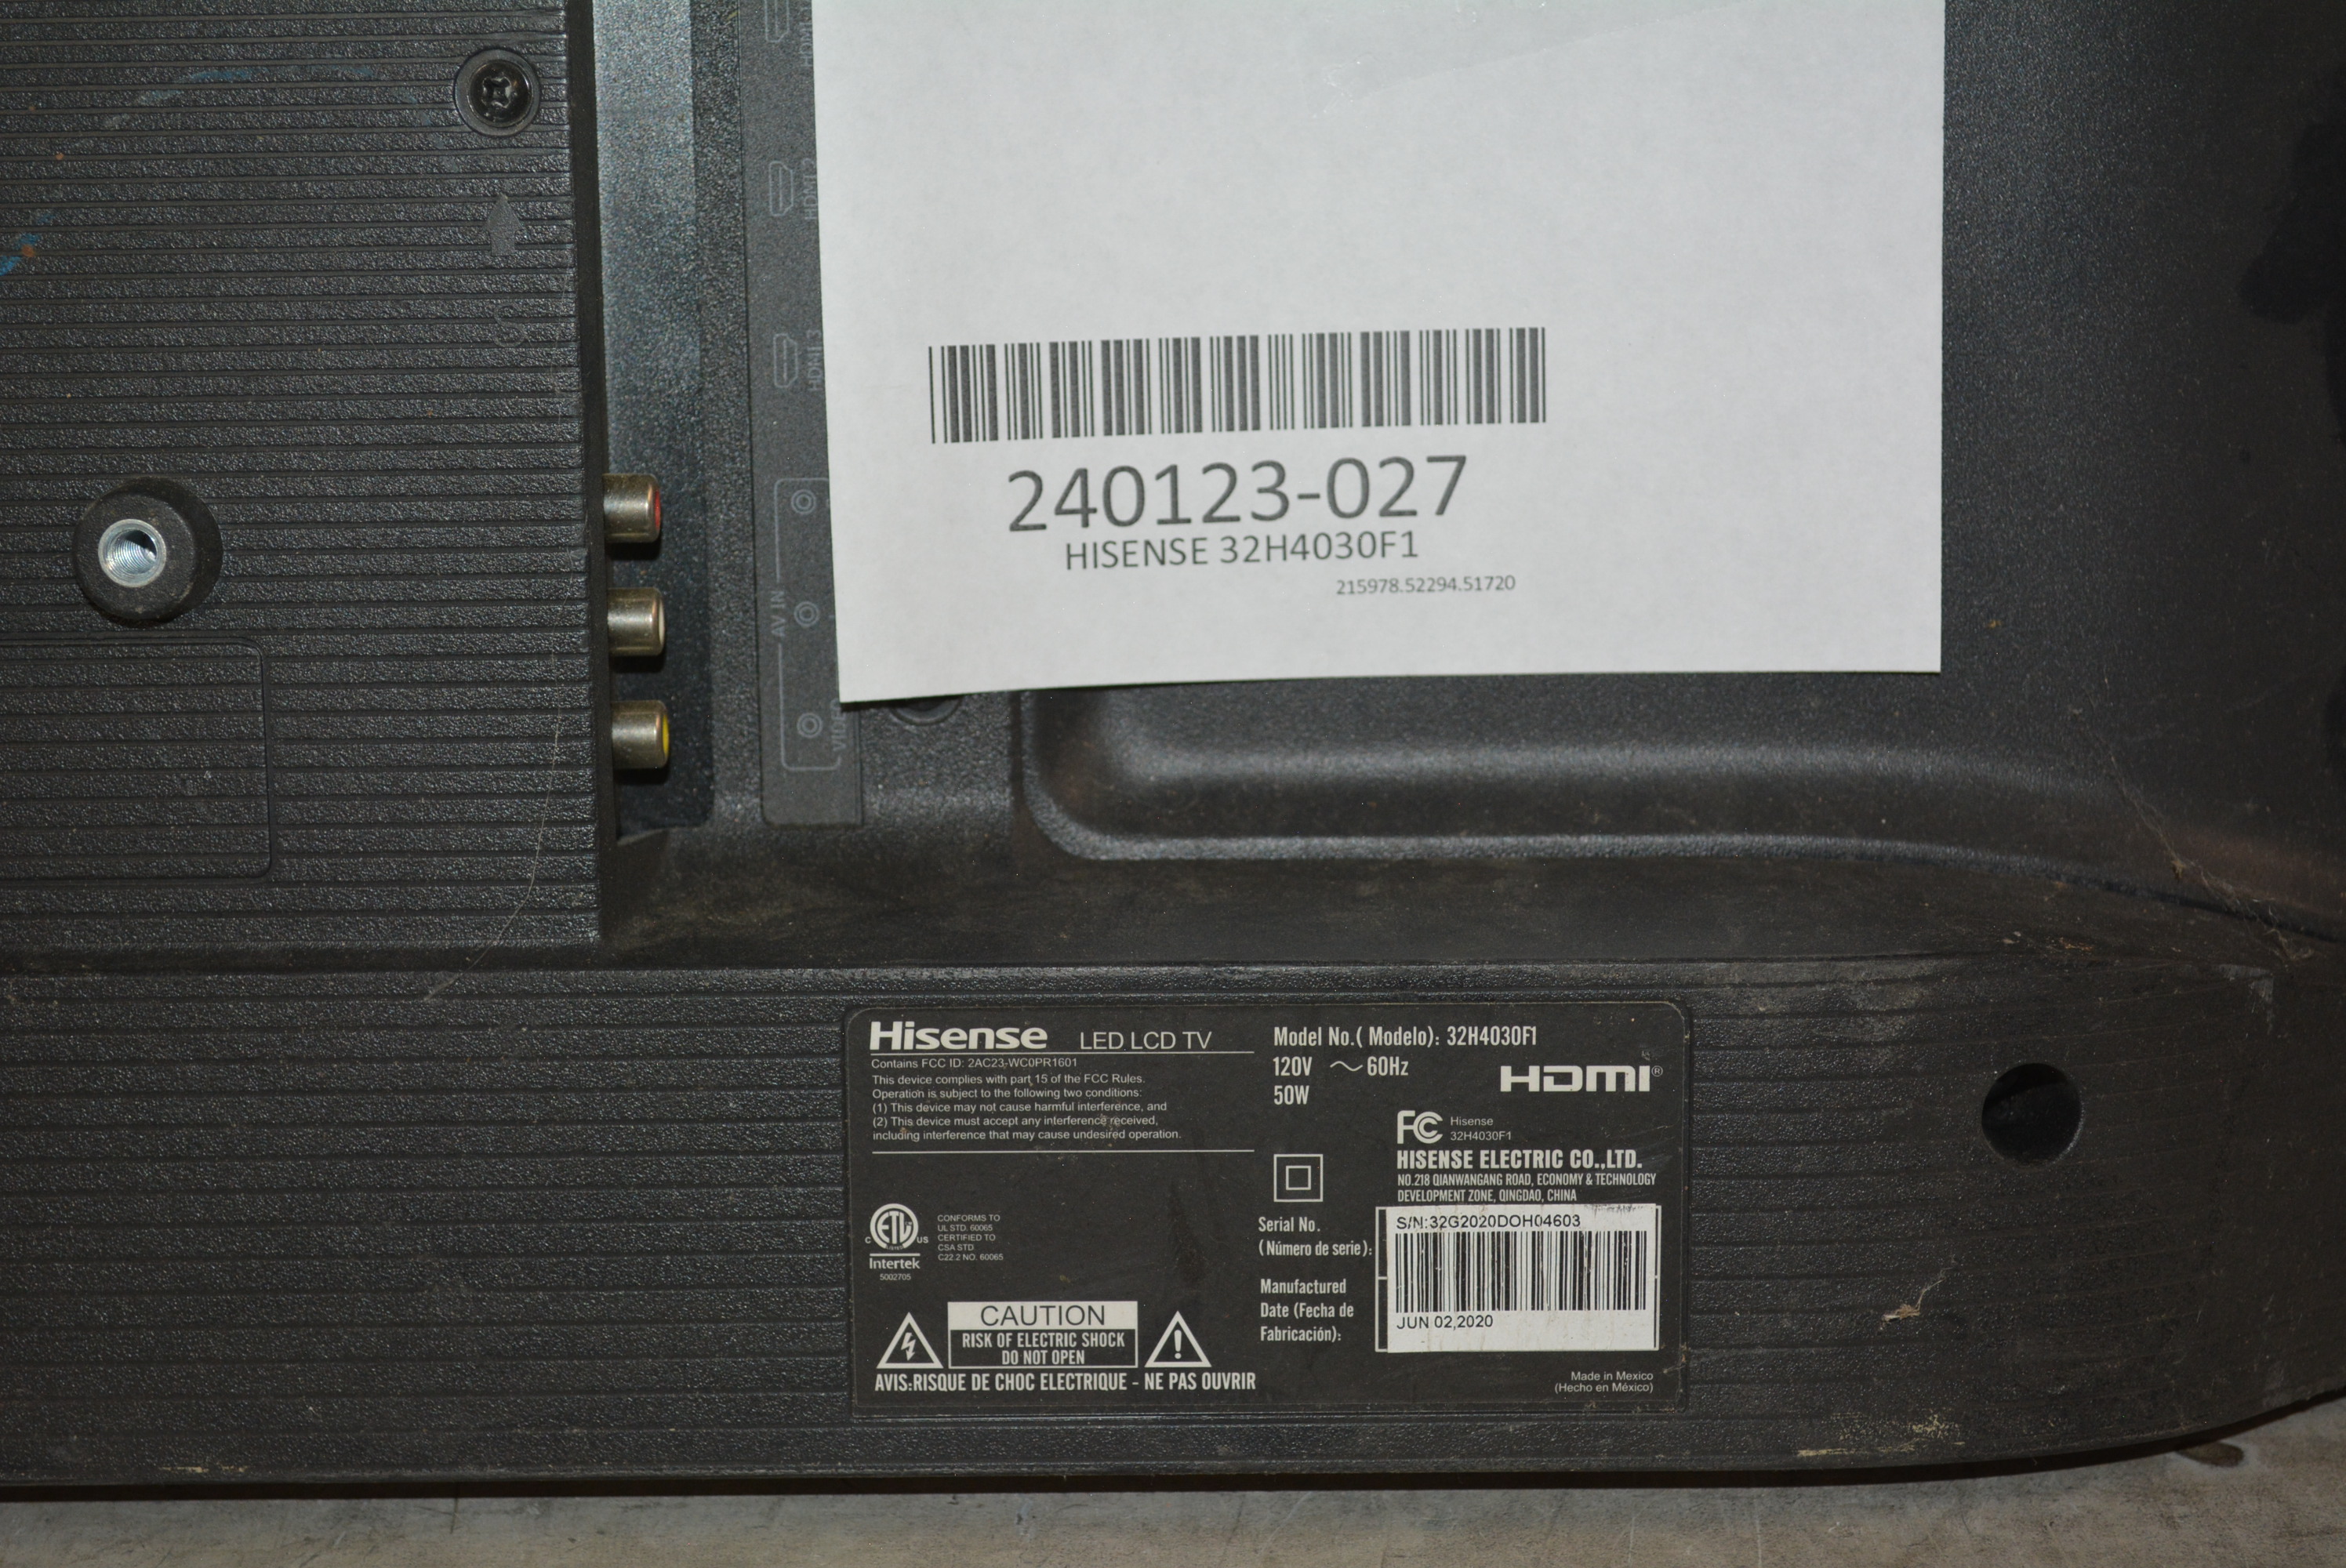 HDMI 2
HDMI 3
AV IN
240123-027
HISENSE 32H4030F1
215978.52294.51720
Hisense LED LCD TV
Contains FCC ID: 2AC23-WC0PR1601
This device complies with part 15 of the FCC Rules.
Operation is subject to the following two conditions:
(1) This device may not cause harmful interference, and
(2) This device must accept any interference received,
including interference that may cause undesired operation.
Model No.( Modelo): 32H4030F1
120V ～ 60Hz
50W
HDMI®
FC Hisense
32H4030F1
HISENSE ELECTRIC CO.,LTD.
NO.218 QIANWANGANG ROAD, ECONOMY & TECHNOLOGY
DEVELOPMENT ZONE, QINGDAO, CHINA
C ETL US
Intertek
5002705
CONFORMS TO
UL STD. 60065
CERTIFIED TO
CSA STD.
C22.2 NO. 60065
Serial No.
(Número de serie):
S/N:32G2020DOH04603
Manufactured
Date (Fecha de
Fabricación):
JUN 02,2020
CAUTION
RISK OF ELECTRIC SHOCK
DO NOT OPEN
AVIS:RISQUE DE CHOC ELECTRIQUE - NE PAS OUVRIR
Made in Mexico
(Hecho en México)